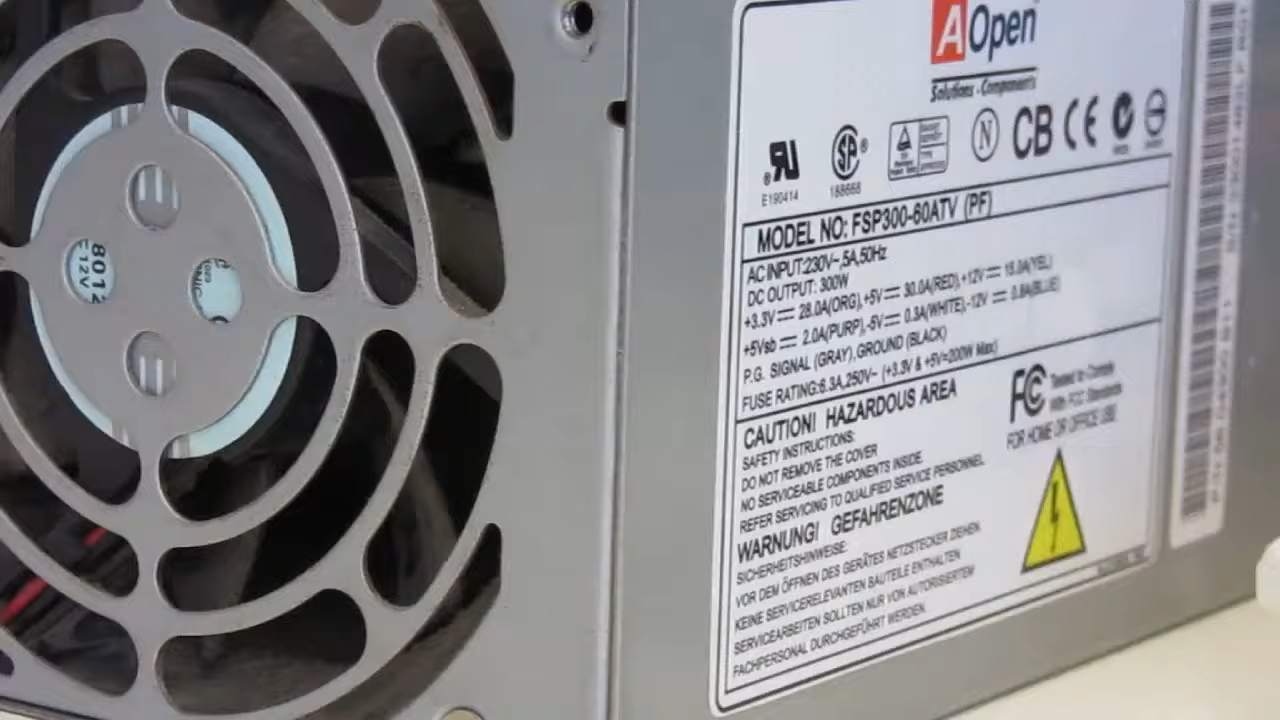 AOpen
Solutions - Components
E190414
188668
N
CB
CE
MODEL NO: FSP300-60ATV (PF)
AC INPUT:230V~,5A,50Hz
DC OUTPUT: 300W
+3.3V⎓ 28.0A(ORG),+5V⎓ 30.0A(RED),+12V⎓ 15.0A(YEL)
+5Vsb⎓ 2.0A(PURP),-5V⎓ 0.3A(WHITE),-12V⎓ 0.8A(BLUE)
P.G. SIGNAL (GRAY),GROUND (BLACK)
FUSE RATING:6.3A,250V~ (+3.3V & +5V=200W Max)
CAUTION! HAZARDOUS AREA
SAFETY INSTRUCTIONS:
DO NOT REMOVE THE COVER
NO SERVICEABLE COMPONENTS INSIDE.
REFER SERVICING TO QUALIFIED SERVICE PERSONNEL
WARNUNG! GEFAHRENZONE
SICHERHEITSHINWEISE:
VOR DEM ÖFFNEN DES GERÄTES NETZSTECKER ZIEHEN
KEINE SERVICERELEVANTEN BAUTEILE ENTHALTEN
SERVICEARBEITEN SOLLTEN NUR VON AUTORISIERTEM
FACHPERSONAL DURCHGEFÜHRT WERDEN.
FC Tested to Comply
With FCC Standards
FOR HOME OR OFFICE USE
8012
12V